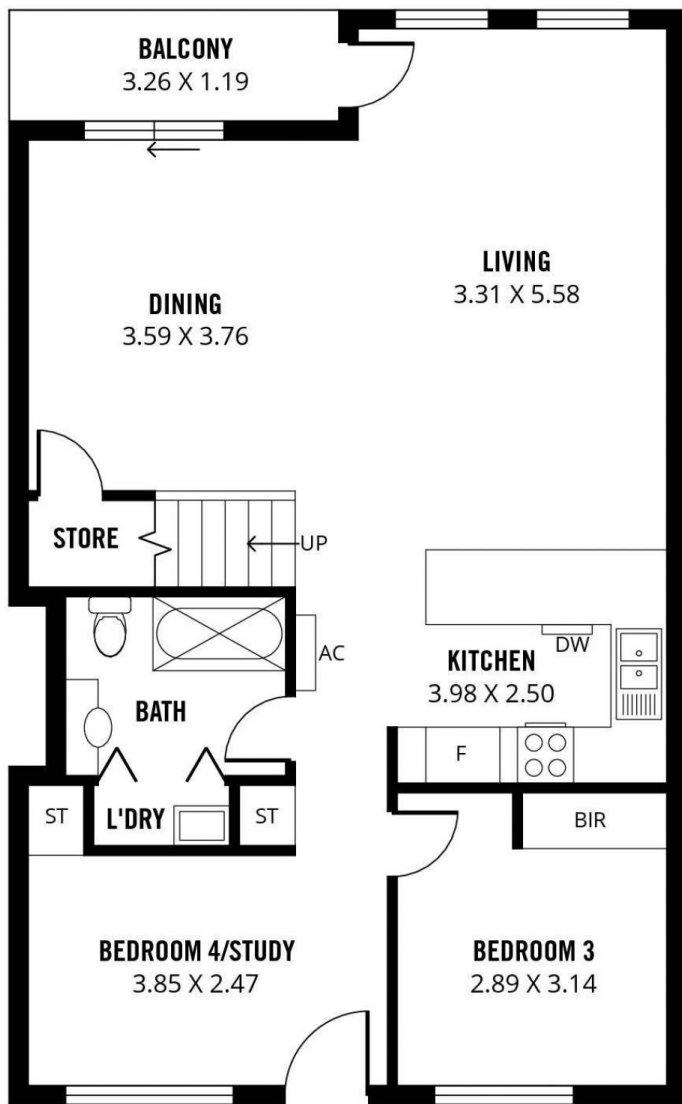 BALCONY
3.26 X 1.19
LIVING
3.31 X 5.58
DINING
3.59 X 3.76
STORE
UP
AC
DW
KITCHEN
3.98 X 2.50
BATH
F
ST
L'DRY
ST
BIR
BEDROOM 4/STUDY
3.85 X 2.47
BEDROOM 3
2.89 X 3.14